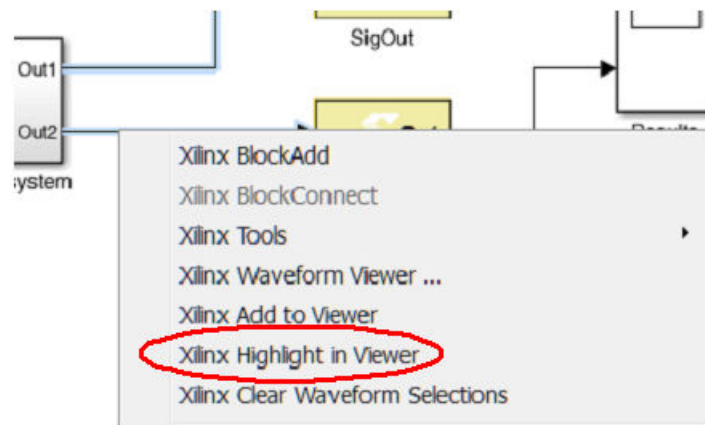 SigOut
Out1
Out2
system
Xilinx BlockAdd
Xilinx BlockConnect
Xilinx Tools
Xilinx Waveform Viewer ...
Xilinx Add to Viewer
Xilinx Highlight in Viewer
Xilinx Clear Waveform Selections